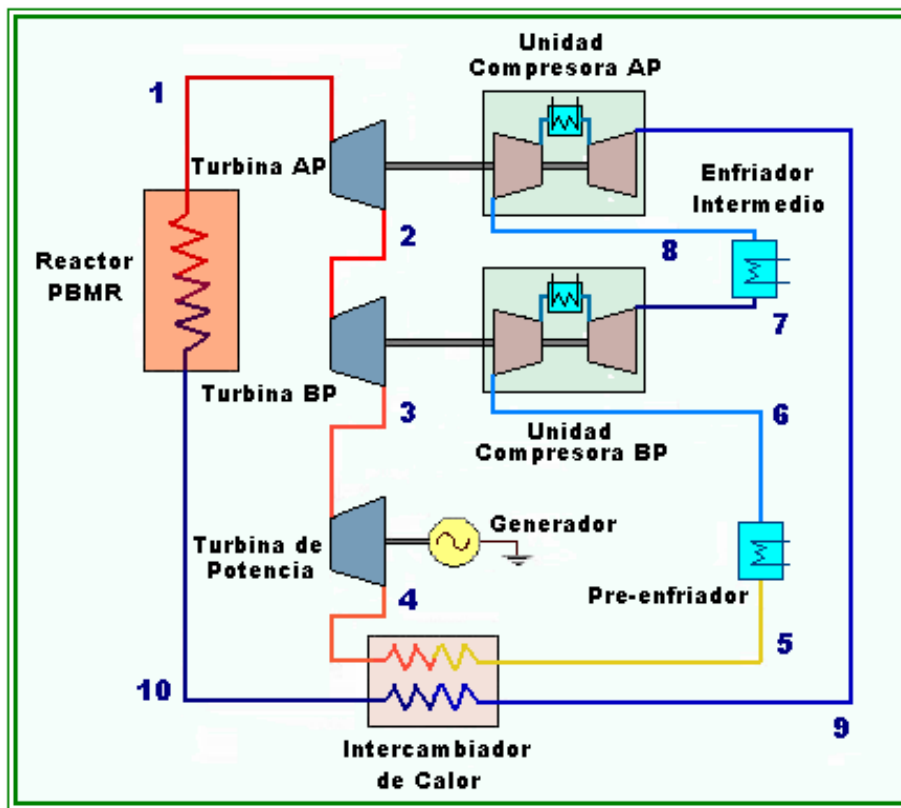 Unidad
Compresora AP
1
Turbina AP
Enfriador
Intermedio
2
8
Reactor
PBMR
7
Turbina BP
3
6
Unidad
Compresora BP
Generador
Turbina de
Potencia
4
Pre-enfriador
5
10
9
Intercambiador
de Calor